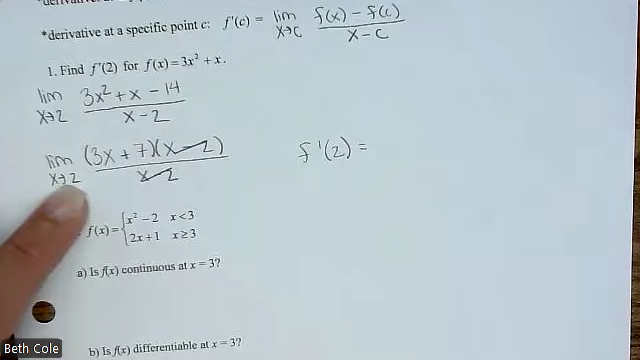 *derivative at a specific point c: f'(c) = lim x→c f(x) - f(c) / x - c
1. Find f'(2) for f(x) = 3x² + x.
lim x→2 3x² + x - 14 / x - 2
lim x→2 (3x + 7)(x - 2) / x - 2
f'(2) =
f(x) = { x² - 2 x < 3
2x + 1 x ≥ 3
a) Is f(x) continuous at x = 3?
b) Is f(x) differentiable at x = 3?
Beth Cole